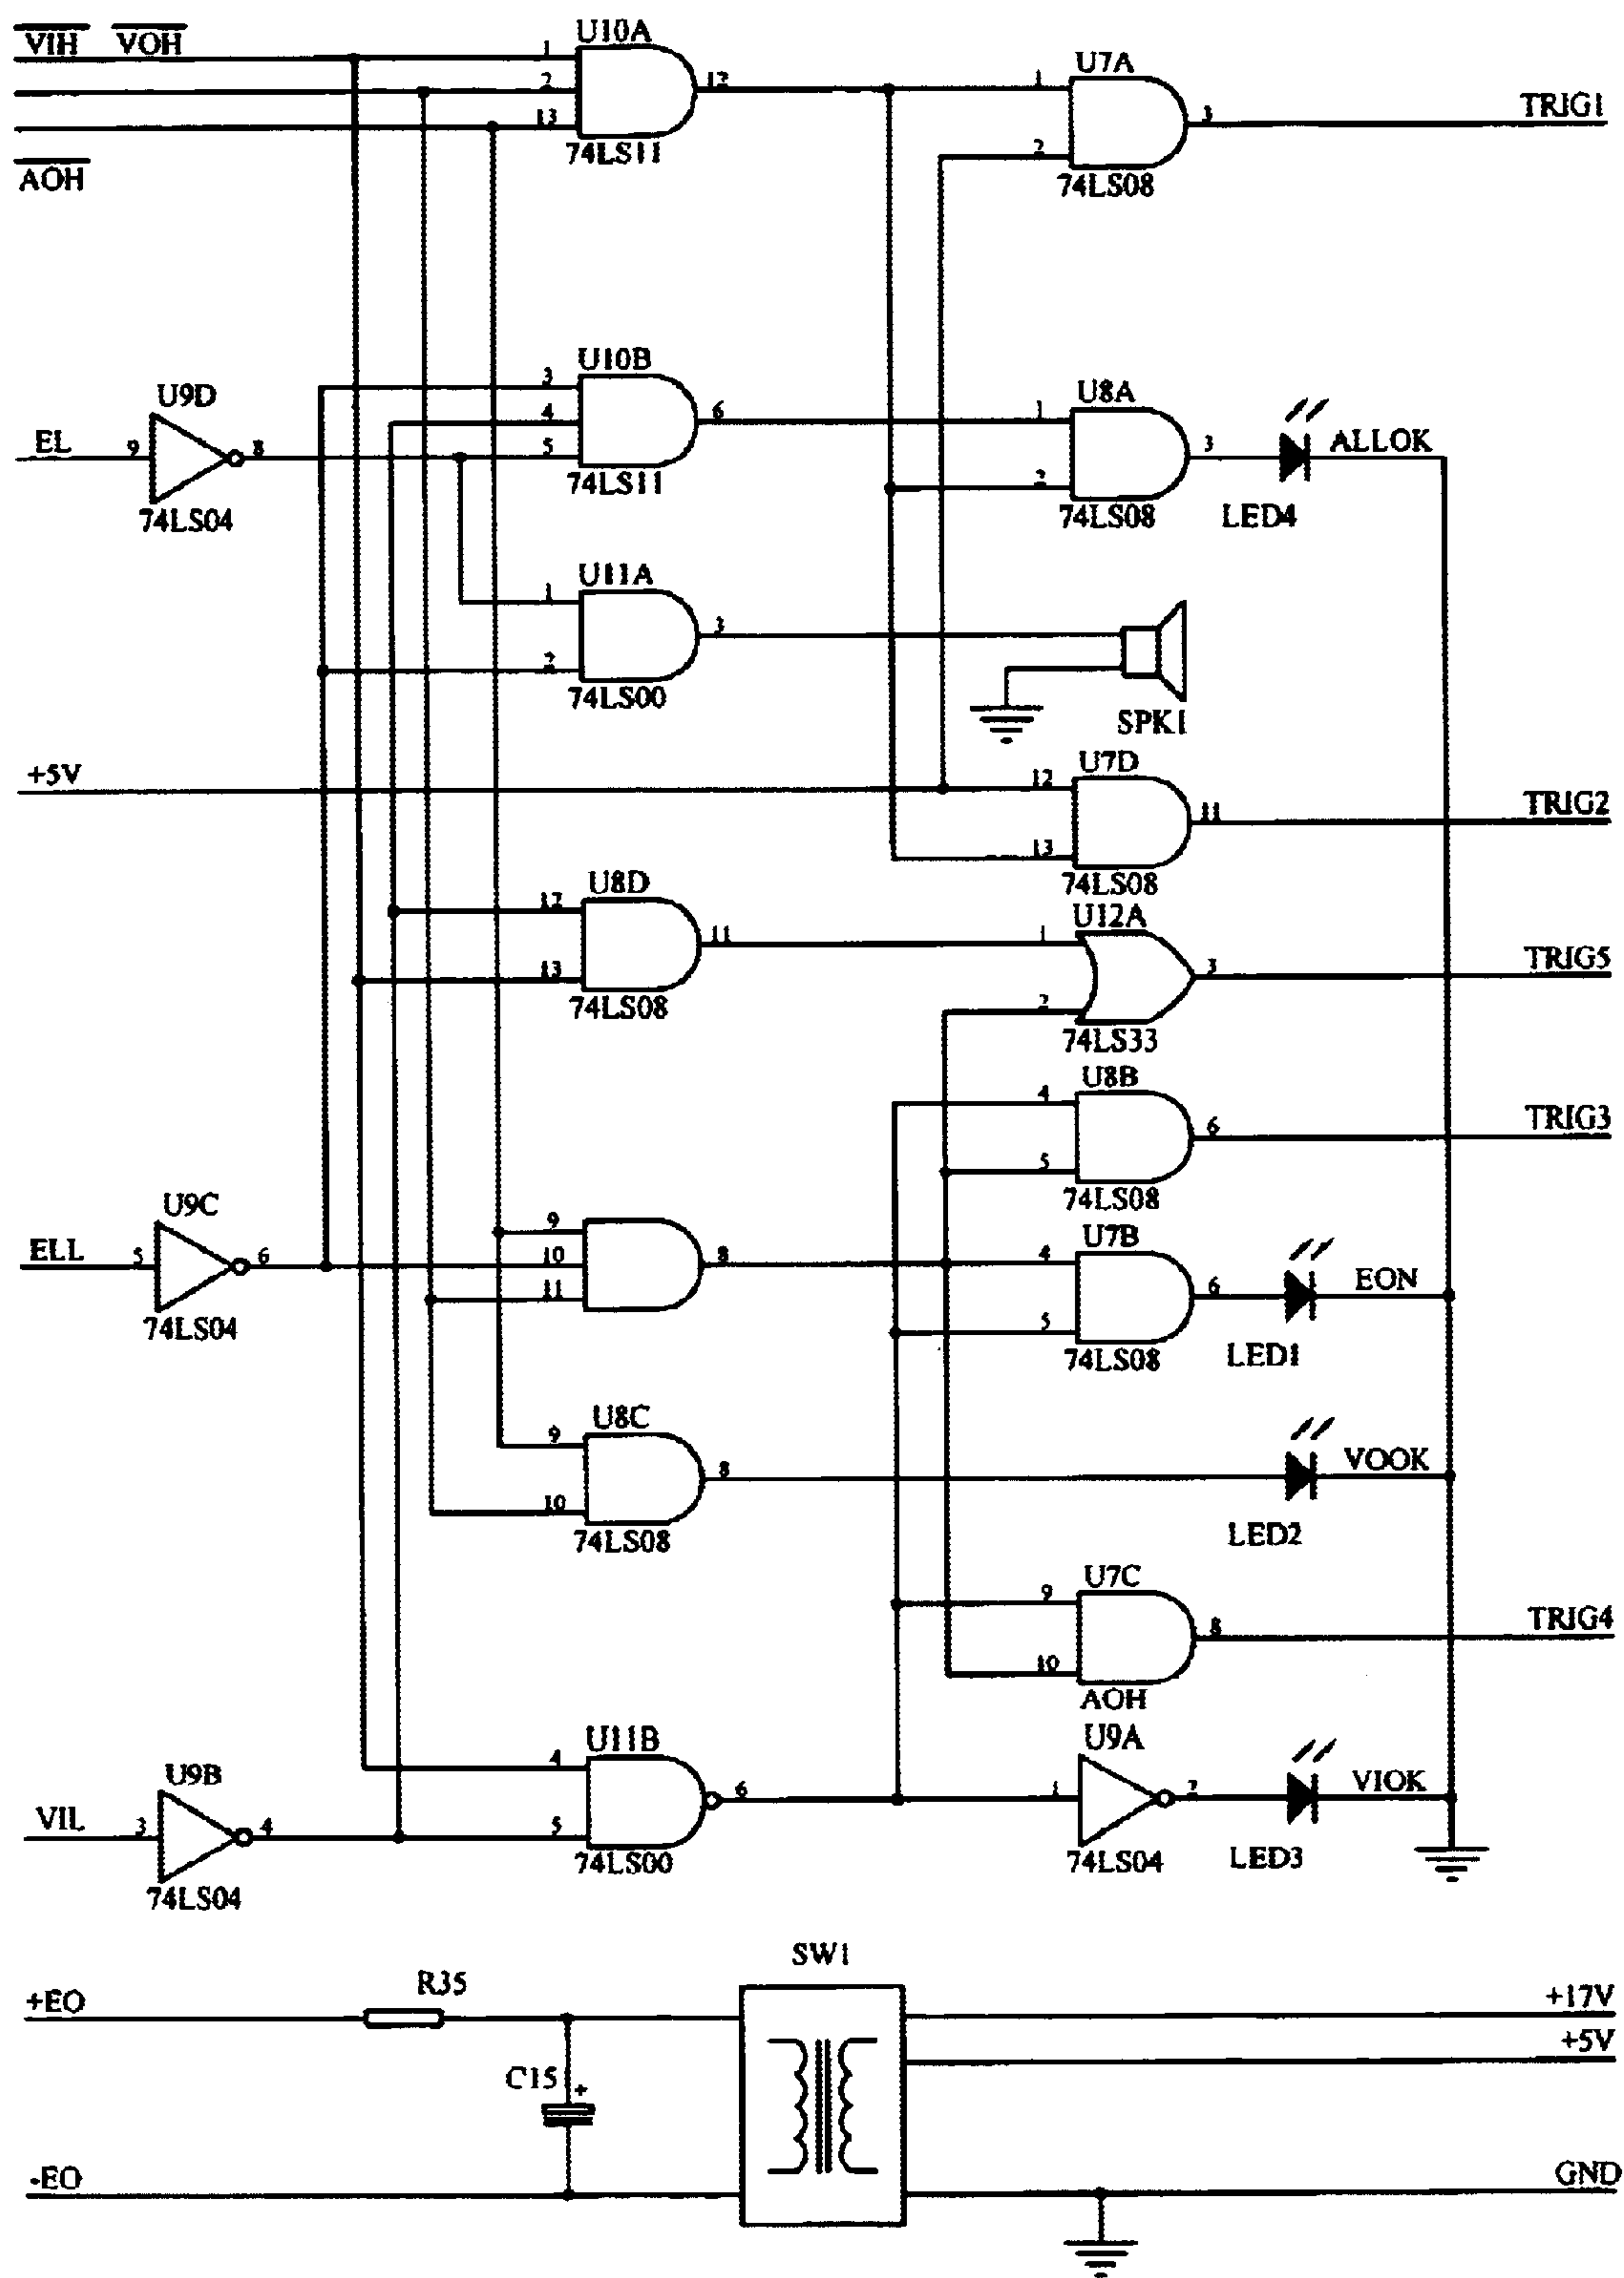 VIH VOH
AOH
1
2
13
U10A
12
74LS11
U7A
1
2
3
74LS08
TRIG1
U9D
EL
9
8
74LS04
U10B
3
4
5
6
74LS11
U8A
1
2
3
74LS08
LED4
ALLOK
U11A
1
2
3
74LS00
SPK1
+5V
U7D
12
13
11
74LS08
TRIG2
U8D
12
13
11
74LS08
U12A
1
2
3
74LS33
TRIG5
U8B
4
5
6
74LS08
TRIG3
U9C
ELL
5
6
74LS04
9
10
11
8
U7B
4
5
6
74LS08
LED1
EON
U8C
9
10
8
74LS08
VOOK
LED2
U7C
9
10
8
AOH
TRIG4
U9B
VIL
3
4
74LS04
U11B
4
5
6
74LS00
U9A
1
2
74LS04
VIOK
LED3
SW1
+EO
R35
C15
+
-EO
+17V
+5V
GND